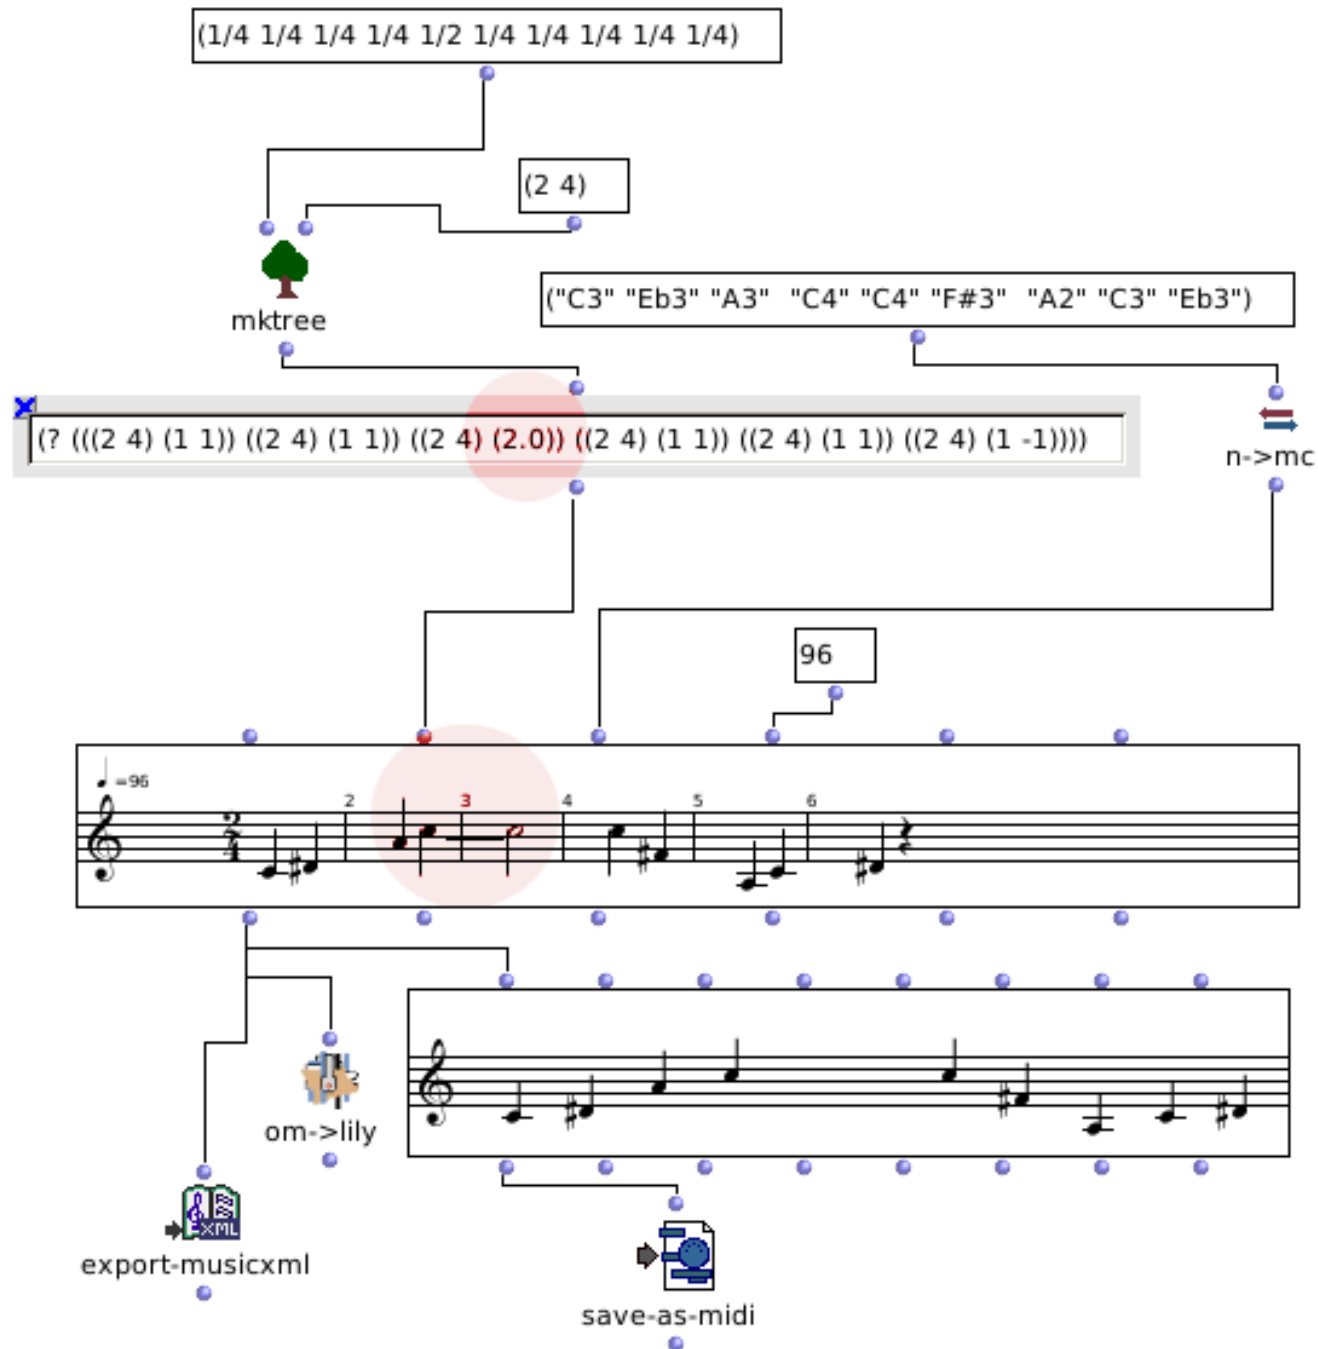 (1/4 1/4 1/4 1/4 1/2 1/4 1/4 1/4 1/4 1/4)
(2 4)
mktree
("C3" "Eb3" "A3"  "C4" "C4" "F#3"  "A2" "C3" "Eb3")
(? (((2 4) (1 1)) ((2 4) (1 1)) ((2 4) (2.0)) ((2 4) (1 1)) ((2 4) (1 1)) ((2 4) (1 -1))))
n->mc
96
=96
2 3 4 5 6
2
4
om->lily
XML
export-musicxml
save-as-midi